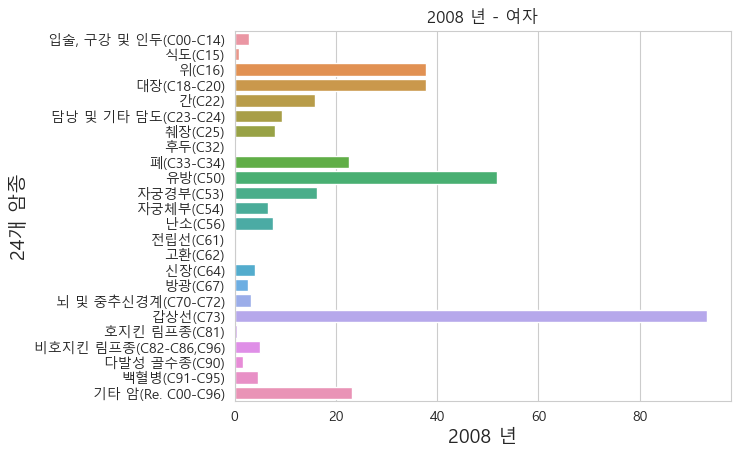 2008 년 - 여자
입술, 구강 및 인두(C00-C14)
식도(C15)
위(C16)
대장(C18-C20)
간(C22)
담낭 및 기타 담도(C23-C24)
췌장(C25)
후두(C32)
폐(C33-C34)
유방(C50)
자궁경부(C53)
자궁체부(C54)
난소(C56)
전립선(C61)
고환(C62)
신장(C64)
방광(C67)
뇌 및 중추신경계(C70-C72)
갑상선(C73)
호지킨 림프종(C81)
비호지킨 림프종(C82-C86,C96)
다발성 골수종(C90)
백혈병(C91-C95)
기타 암(Re. C00-C96)
24개 암종
0 20 40 60 80
2008 년